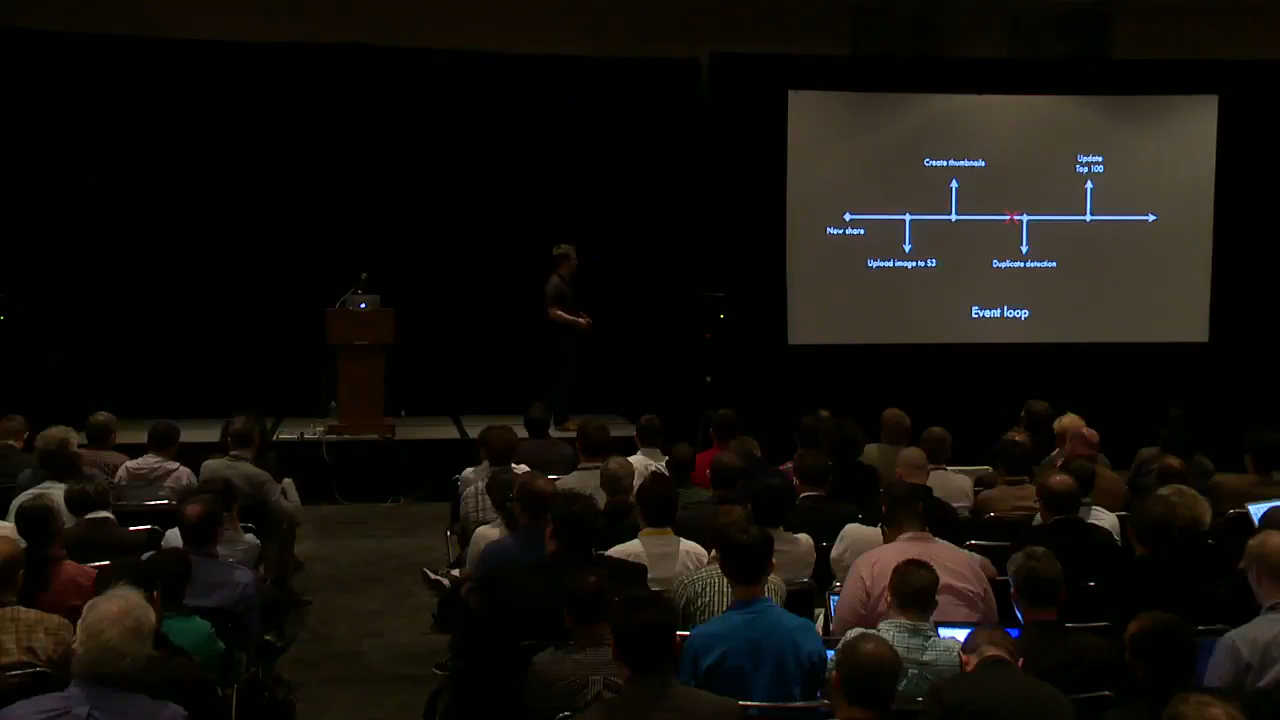 Create thumbnails
Update
Top 100
New share
Upload image to S3
Duplicate detection
Event loop